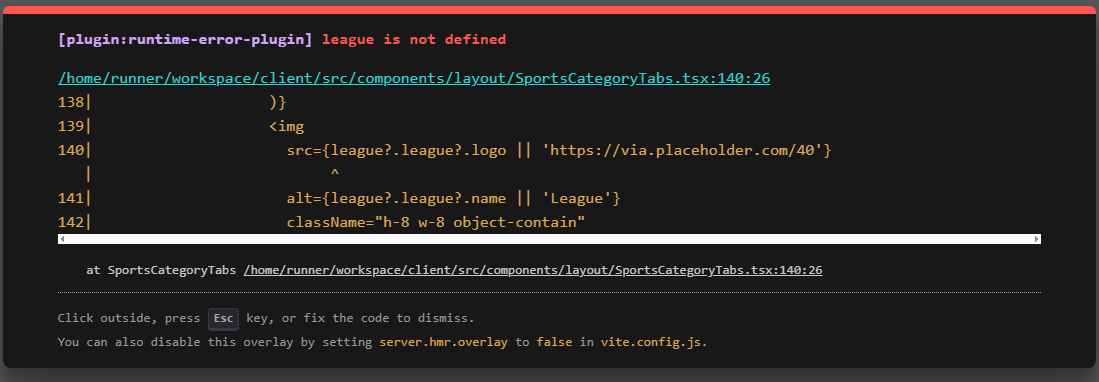 [plugin:runtime-error-plugin] league is not defined
/home/runner/workspace/client/src/components/layout/SportsCategoryTabs.tsx:140:26
138|                    )}
139|                    <img
140|                      src={league?.league?.logo || 'https://via.placeholder.com/40'}
   |                           ^
141|                      alt={league?.league?.name || 'League'}
142|                      className="h-8 w-8 object-contain"
at SportsCategoryTabs /home/runner/workspace/client/src/components/layout/SportsCategoryTabs.tsx:140:26
Click outside, press Esc key, or fix the code to dismiss.
You can also disable this overlay by setting server.hmr.overlay to false in vite.config.js.